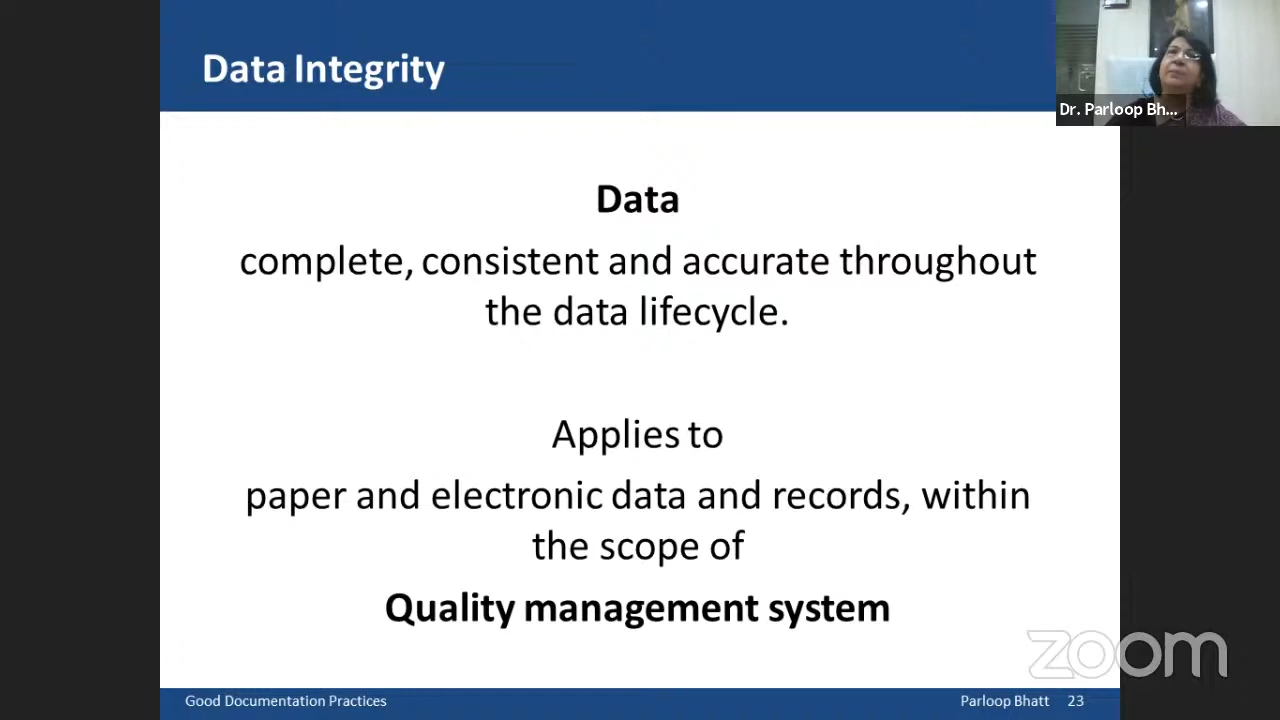 Data Integrity
Dr. Parloop Bh...
Data
complete, consistent and accurate throughout
the data lifecycle.
Applies to
paper and electronic data and records, within
the scope of
Quality management system
zoom
Good Documentation Practices
Parloop Bhatt 23